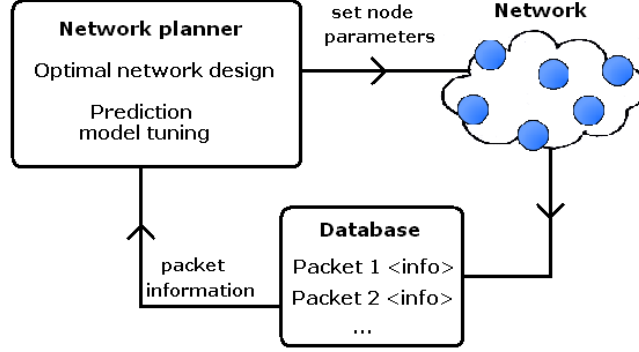 Network planner
Optimal network design
Prediction
model tuning
set node
parameters
Network
Database
Packet 1 <info>
Packet 2 <info>
...
packet
information